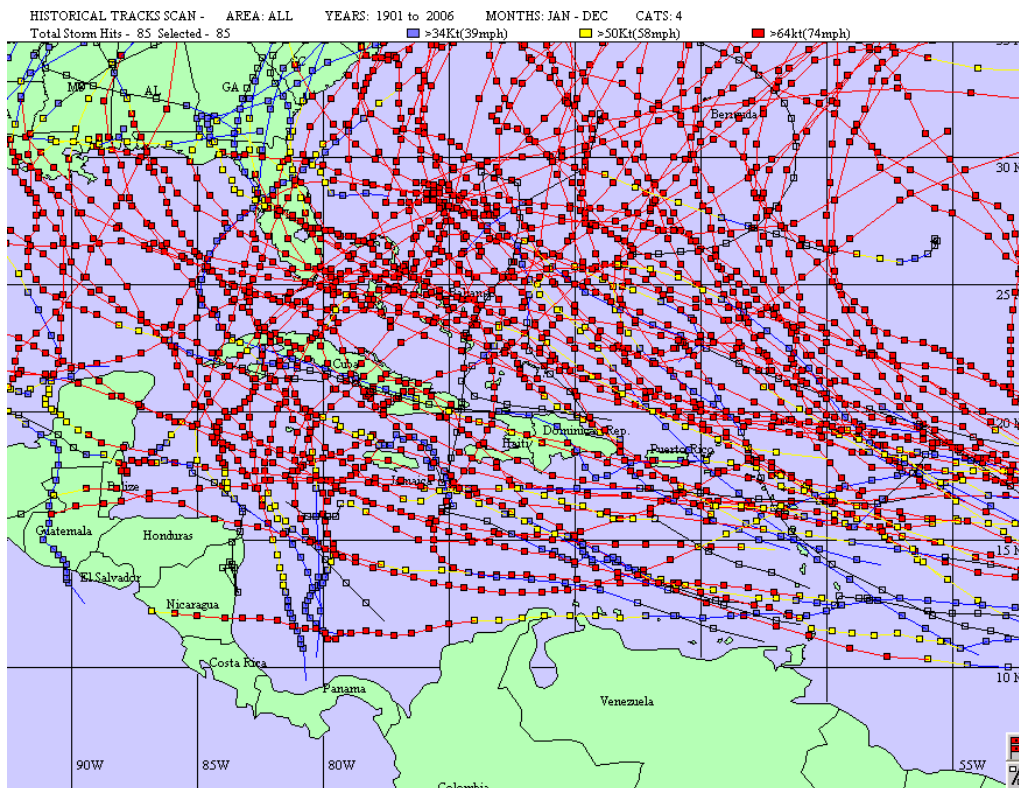 HISTORICAL TRACKS SCAN - AREA: ALL YEARS: 1901 to 2006 MONTHS: JAN - DEC CATS: 4
Total Storm Hits - 85 Selected - 85 >34Kt(39mph) >50Kt(58mph) >64kt(74mph)
AL
GA
Bermuda
30 N
25
Bahamas
Cuba
20
Dominican Rep.
Haiti
Puerto Rico
Jamaica
Belize
Guatemala
Honduras
15 N
El Salvador
Nicaragua
Costa Rica
10 N
Panama
Venezuela
90W
85W
80W
55W
Colombia